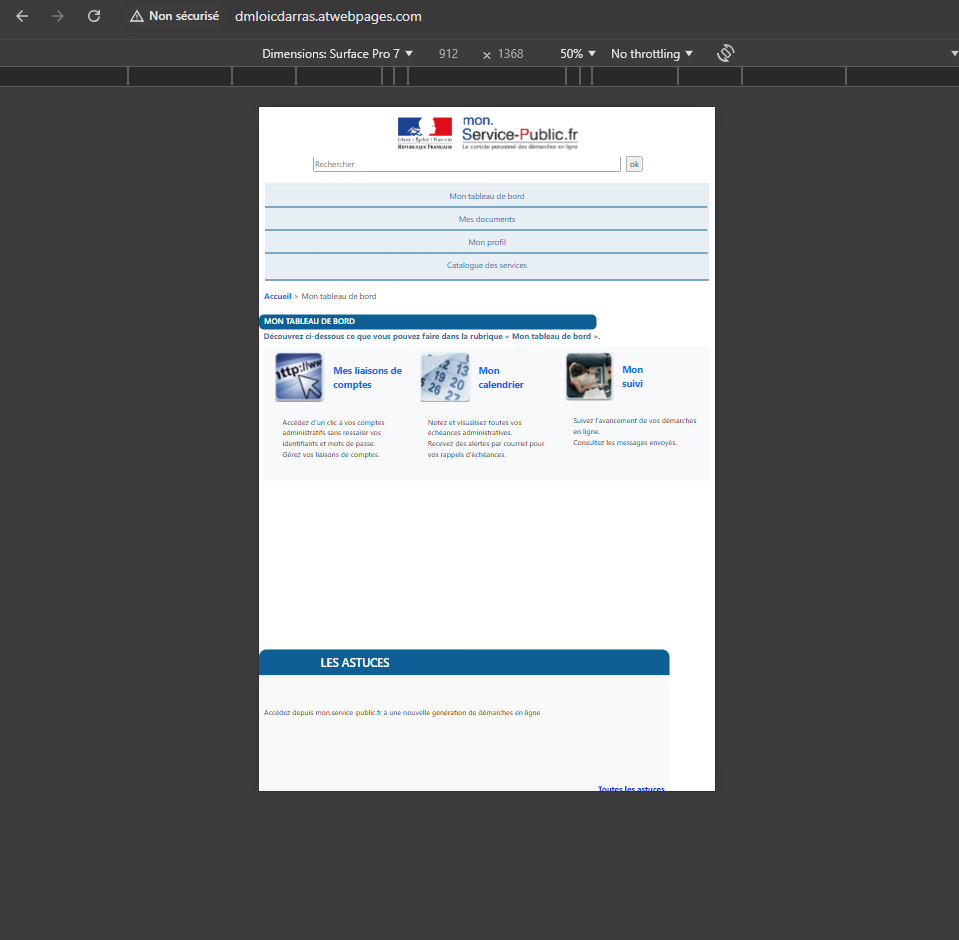 Non sécurisé dmloicdarras.atwebpages.com
Dimensions: Surface Pro 7 912 × 1368 50% No throttling
Liberté • Égalité • Fraternité
RÉPUBLIQUE FRANÇAISE
mon.
Service-Public.fr
Le compte personnel des démarches en ligne
Rechercher ok
Mon tableau de bord
Mes documents
Mon profil
Catalogue des services
Accueil > Mon tableau de bord
MON TABLEAU DE BORD
Découvrez ci-dessous ce que vous pouvez faire dans la rubrique « Mon tableau de bord ».
http://ww
Mes liaisons de
comptes
Accédez d'un clic à vos comptes
administratifs sans ressaisir vos
identifiants et mots de passe.
Gérez vos liaisons de comptes.
12 13
19 20
26 27
Mon
calendrier
Notez et visualisez toutes vos
échéances administratives.
Recevez des alertes par courriel pour
vos rappels d'échéances.
Mon
suivi
Suivez l'avancement de vos démarches
en ligne.
Consultez les messages envoyés.
LES ASTUCES
Accédez depuis mon.service-public.fr à une nouvelle génération de démarches en ligne
Toutes les astuces